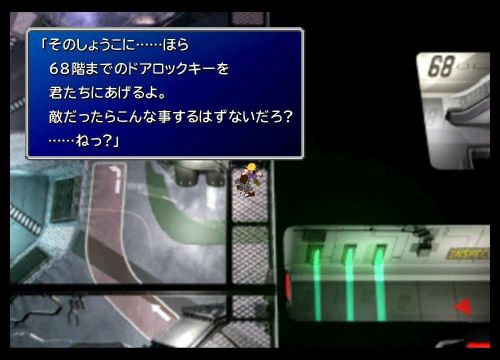 「そのしょうこに……ほら
68階までのドアロックキーを
君たちにあげるよ。
敵だったらこんな事するはずないだろ?
……ねっ?」
68
INSPEC